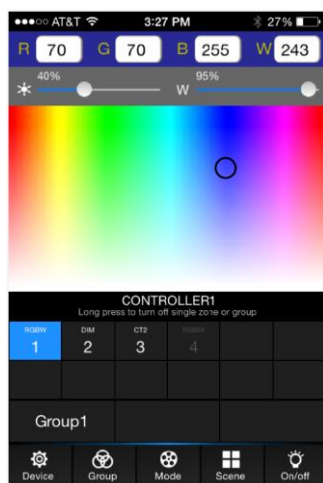 AT&T 3:27 PM 27%
R 70 G 70 B 255 W 243
40% W 95%
CONTROLLER1
Long press to turn off single zone or group
RGBW DIM CT2 RGBW
1 2 3 4
Group1
Device Group Mode Scene On/off